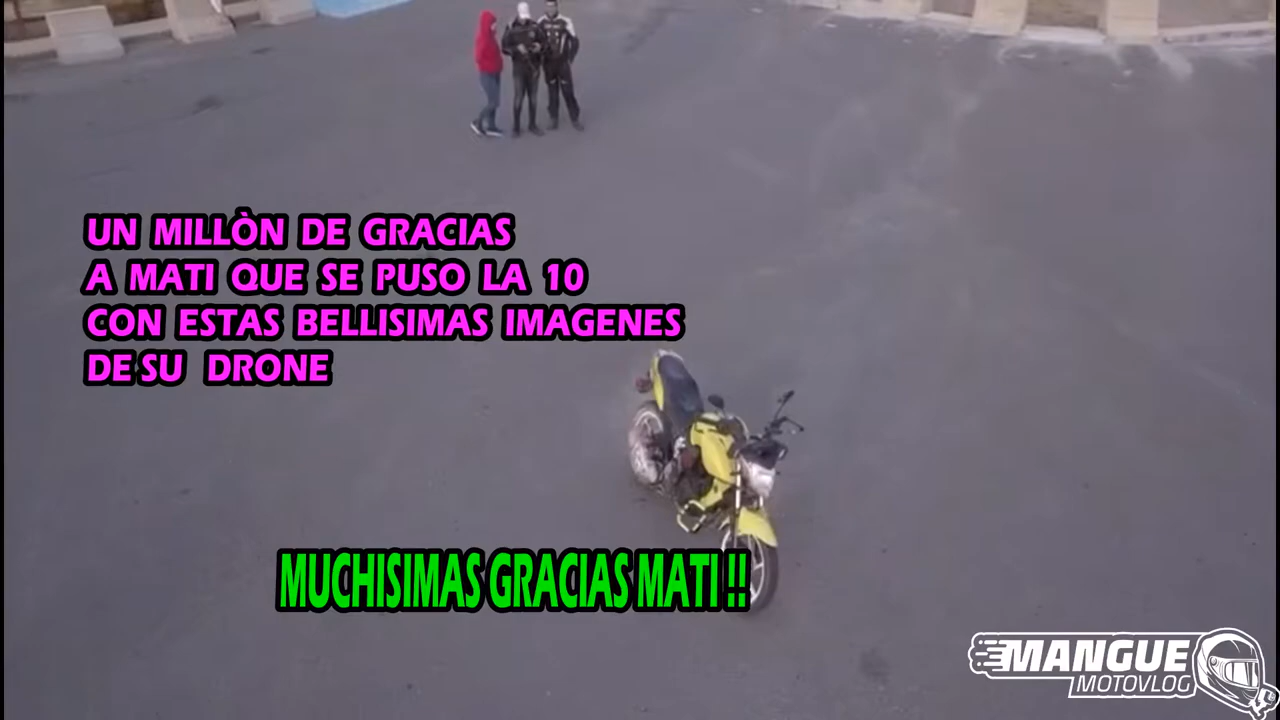 UN MILLÒN DE GRACIAS
A MATI QUE SE PUSO LA 10
CON ESTAS BELLISIMAS IMAGENES
DE SU DRONE
MUCHISIMAS GRACIAS MATI !!
MANGUE
MOTOVLOG